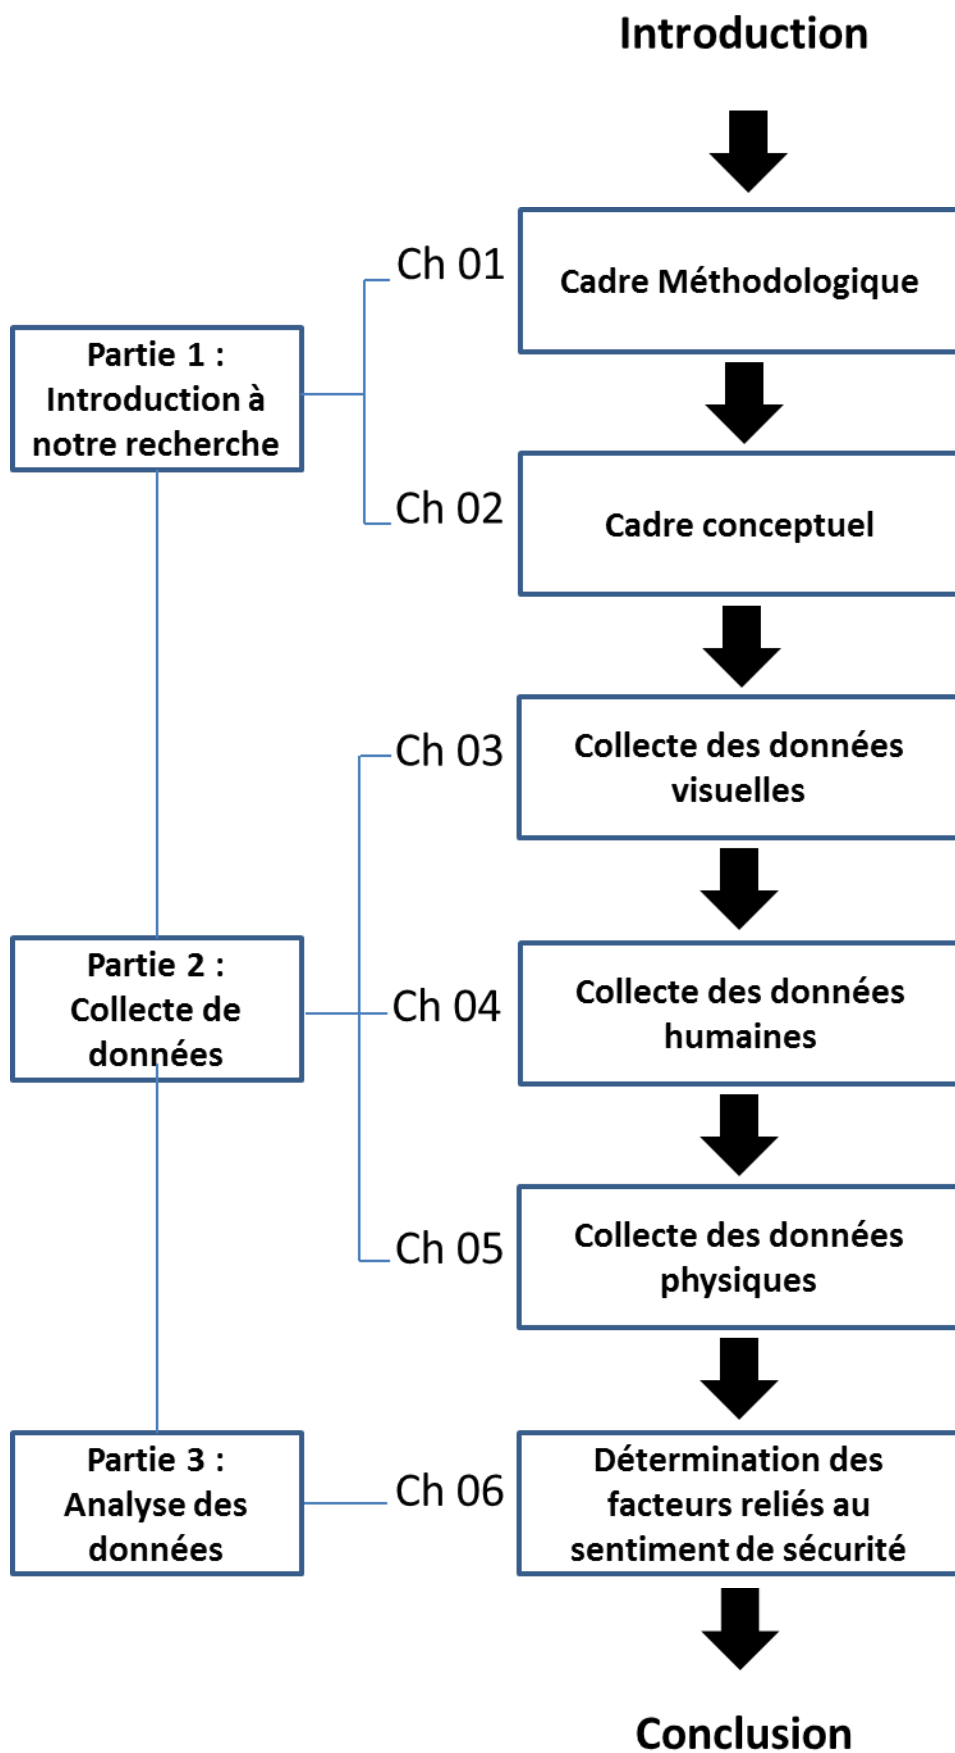 Introduction
Ch 01
Cadre Méthodologique
Partie 1 :
Introduction à
notre recherche
Ch 02
Cadre conceptuel
Ch 03
Collecte des données
visuelles
Partie 2 :
Collecte de
données
Ch 04
Collecte des données
humaines
Ch 05
Collecte des données
physiques
Partie 3 :
Analyse des
données
Ch 06
Détermination des
facteurs reliés au
sentiment de sécurité
Conclusion